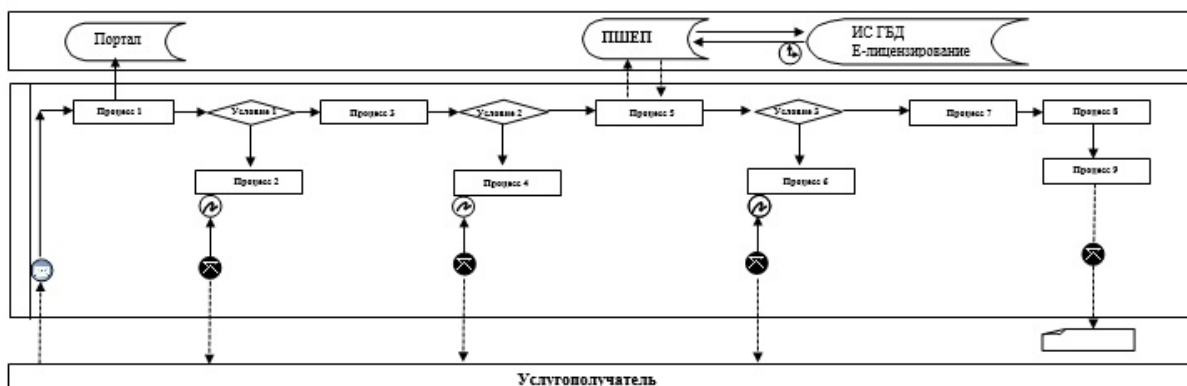 Портал
ПШЕП
ИС ГБД
Е-лицензирование
Процесс 1
Условие 1
Процесс 3
Условие 2
Процесс 5
Условие 3
Процесс 7
Процесс 8
Процесс 2
Процесс 4
Процесс 6
Процесс 9
Услугополучатель